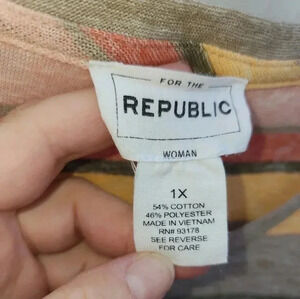 FOR THE
REPUBLIC
WOMAN
1X
54% COTTON
46% POLYESTER
MADE IN VIETNAM
RN# 93178
SEE REVERSE
FOR CARE